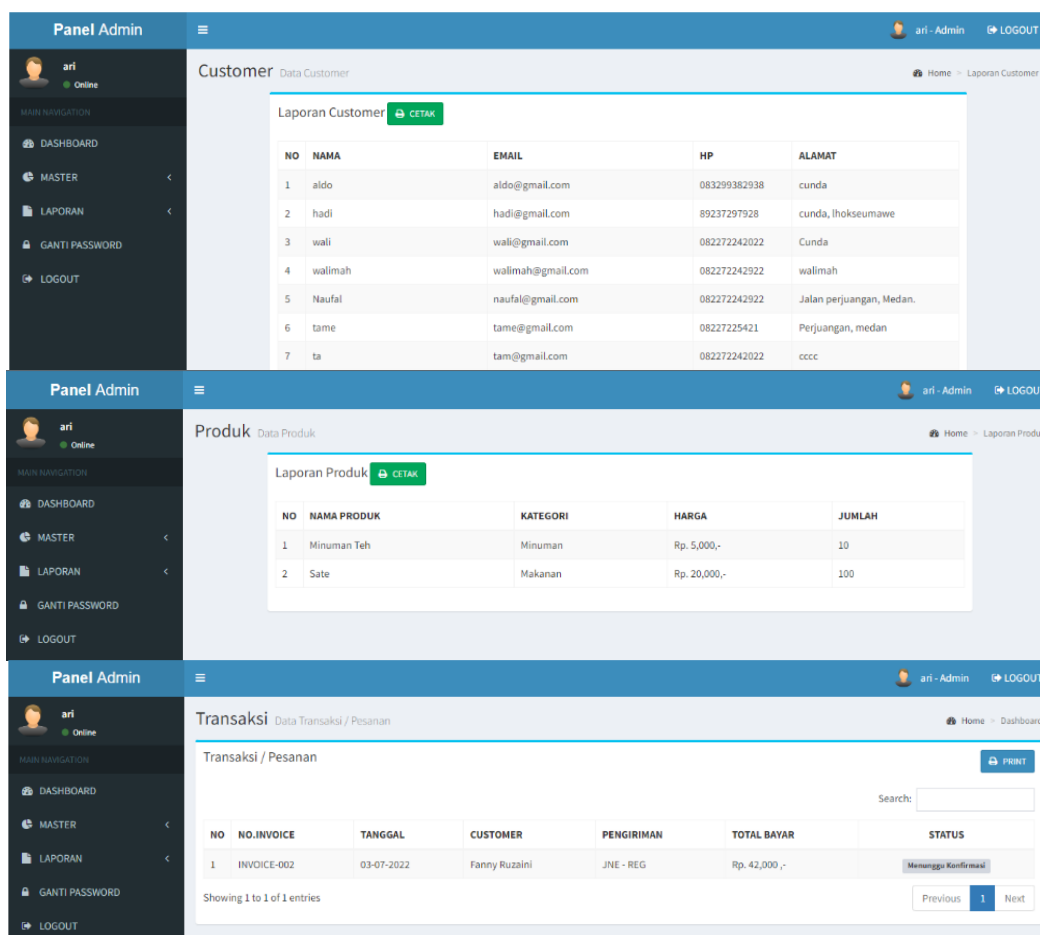 Panel Admin ari - Admin LOGOUT
ari
Online
Customer Data Customer
Home > Laporan Customer
MAIN NAVIGATION
DASHBOARD
MASTER
LAPORAN
GANTI PASSWORD
LOGOUT
Laporan Customer CETAK
NO NAMA EMAIL HP ALAMAT
1 aldo aldo@gmail.com 083299382938 cunda
2 hadi hadi@gmail.com 89237297928 cunda, lhokseumawe
3 wali wali@gmail.com 082272242022 Cunda
4 walimah walimah@gmail.com 082272242922 walimah
5 Naufal naufal@gmail.com 082272242922 Jalan perjuangan, Medan.
6 tame tame@gmail.com 08227225421 Perjuangan, medan
7 ta tam@gmail.com 082272242022 cccc
Panel Admin ari - Admin LOGOU
ari
Online
Produk Data Produk
Home > Laporan Produ
MAIN NAVIGATION
DASHBOARD
MASTER
LAPORAN
GANTI PASSWORD
LOGOUT
Laporan Produk CETAK
NO NAMA PRODUK KATEGORI HARGA JUMLAH
1 Minuman Teh Minuman Rp. 5,000,- 10
2 Sate Makanan Rp. 20,000,- 100
Panel Admin ari - Admin LOGOUT
ari
Online
Transaksi Data Transaksi / Pesanan
Home > Dashboard
MAIN NAVIGATION
DASHBOARD
MASTER
LAPORAN
GANTI PASSWORD
LOGOUT
Transaksi / Pesanan PRINT
Search:
NO NO.INVOICE TANGGAL CUSTOMER PENGIRIMAN TOTAL BAYAR STATUS
1 INVOICE-002 03-07-2022 Fanny Ruzaini JNE - REG Rp. 42,000 ,- Menunggu Konfirmasi
Showing 1 to 1 of 1 entries Previous 1 Next